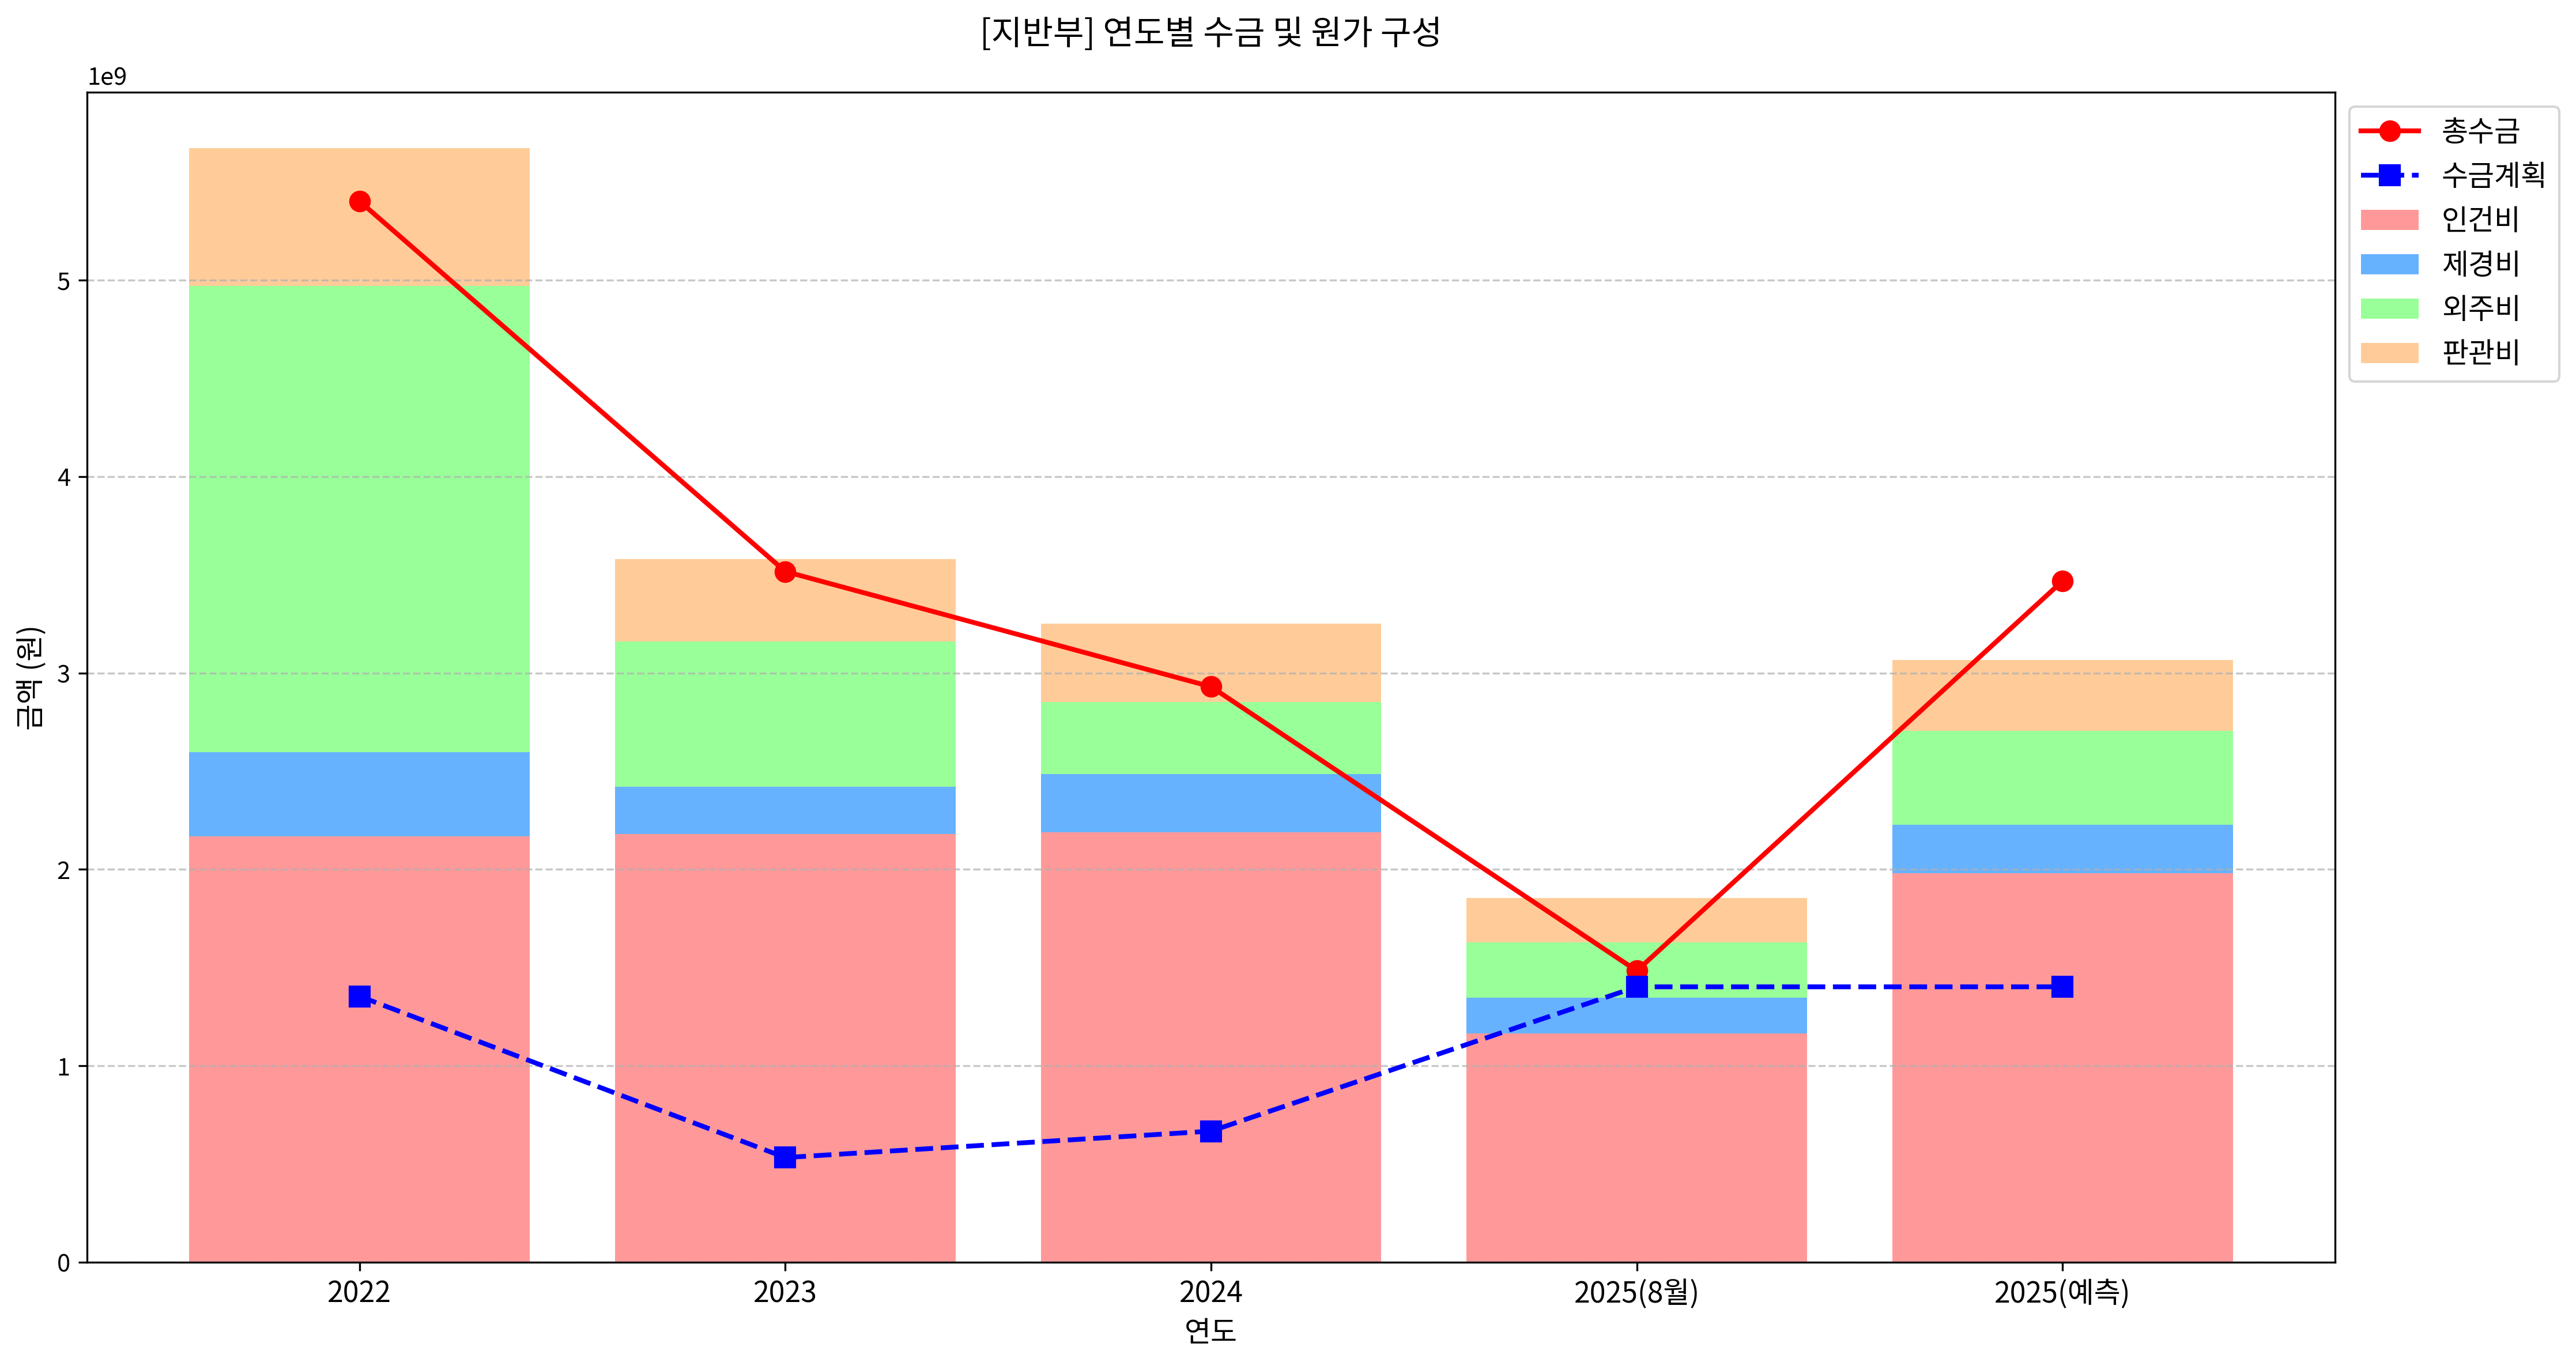 [지반부] 연도별 수금 및 원가 구성
1e9
총수금
수금계획
인건비
제경비
외주비
판관비
5
4
3
2
1
0
금액 (원)
2022
2023
2024
2025(8월)
2025(예측)
연도